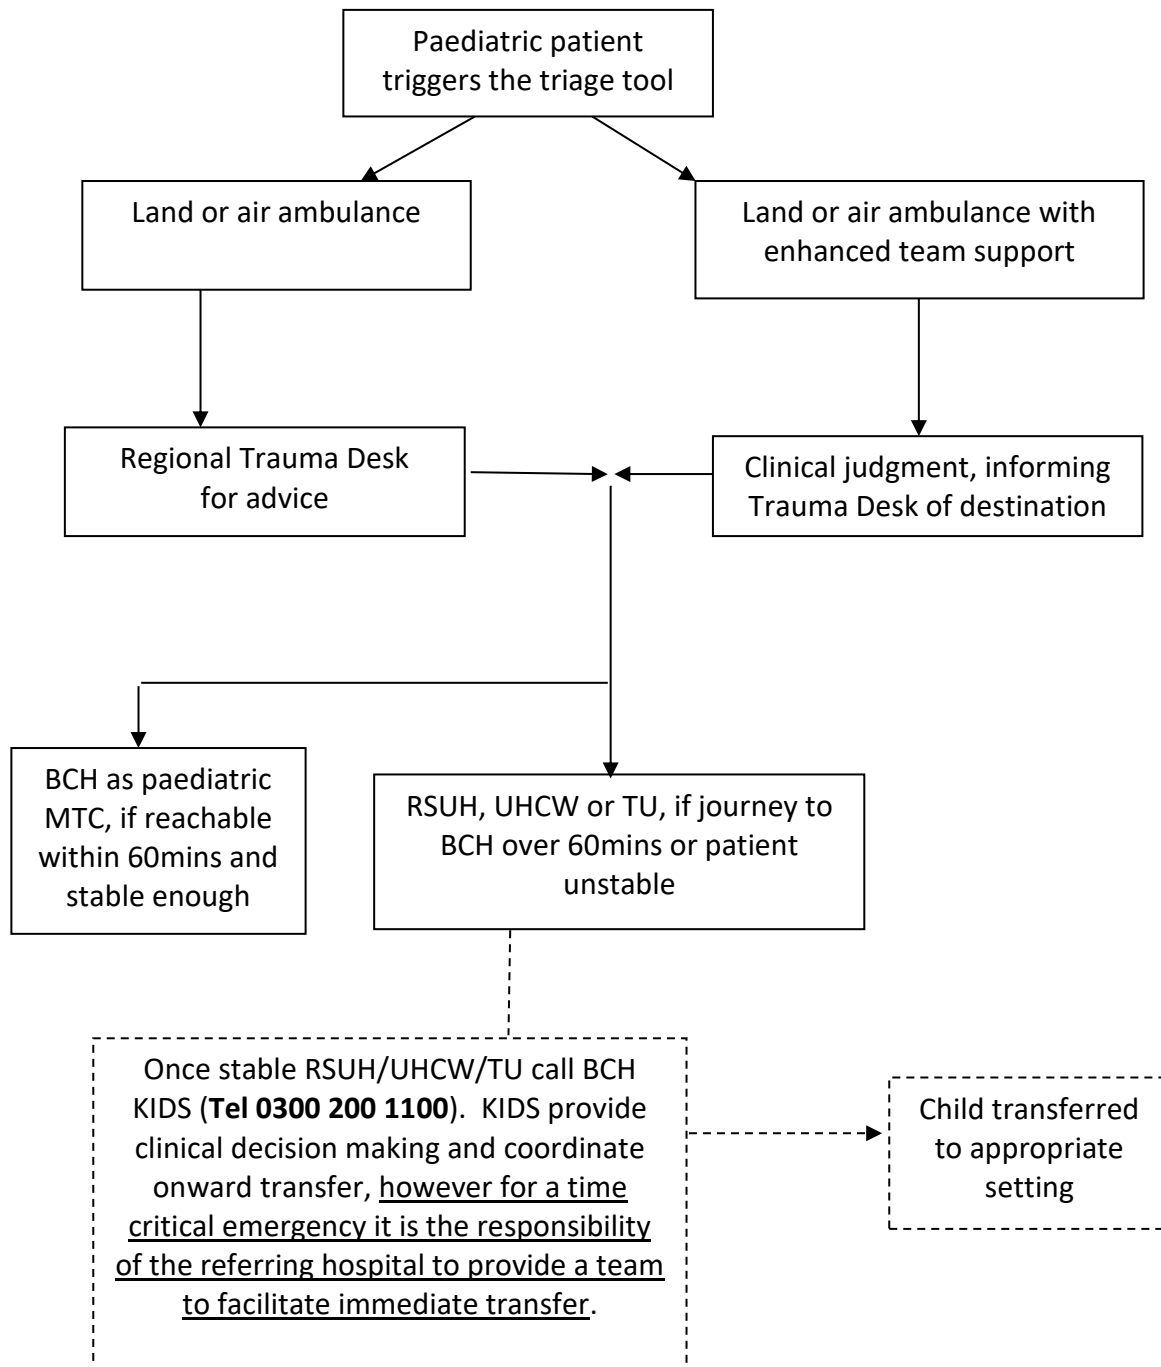 Paediatric patient
triggers the triage tool
Land or air ambulance
Land or air ambulance with
enhanced team support
Regional Trauma Desk
for advice
Clinical judgment, informing
Trauma Desk of destination
BCH as paediatric
MTC, if reachable
within 60mins and
stable enough
RSUH, UHCW or TU, if journey to
BCH over 60mins or patient
unstable
Once stable RSUH/UHCW/TU call BCH
KIDS (Tel 0300 200 1100).  KIDS provide
clinical decision making and coordinate
onward transfer, however for a time
critical emergency it is the responsibility
of the referring hospital to provide a team
to facilitate immediate transfer.
Child transferred
to appropriate
setting